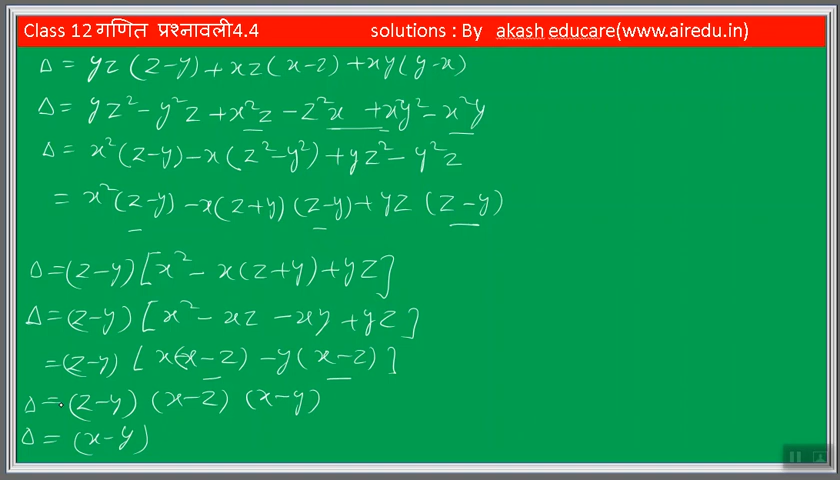 Class 12 गणित प्रश्नावली4.4 solutions : By akash educare(www.airedu.in)
Δ = yz (z-y) + xz(x-z) + xy(y-x)
Δ = yz² - y²z + x²z - z²x + xy² - x²y
Δ = x² (z-y) - x(z²-y²) + yz² - y²z
= x² (z-y) - x(z+y) (z-y) + yz (z-y)
Δ = (z-y) [x² - x(z+y) + yz]
Δ = (z-y) [x² - xz - xy + yz]
= (z-y) [x(x-z) - y(x-z)]
Δ = (z-y) (x-z) (x-y)
Δ = (x-y)